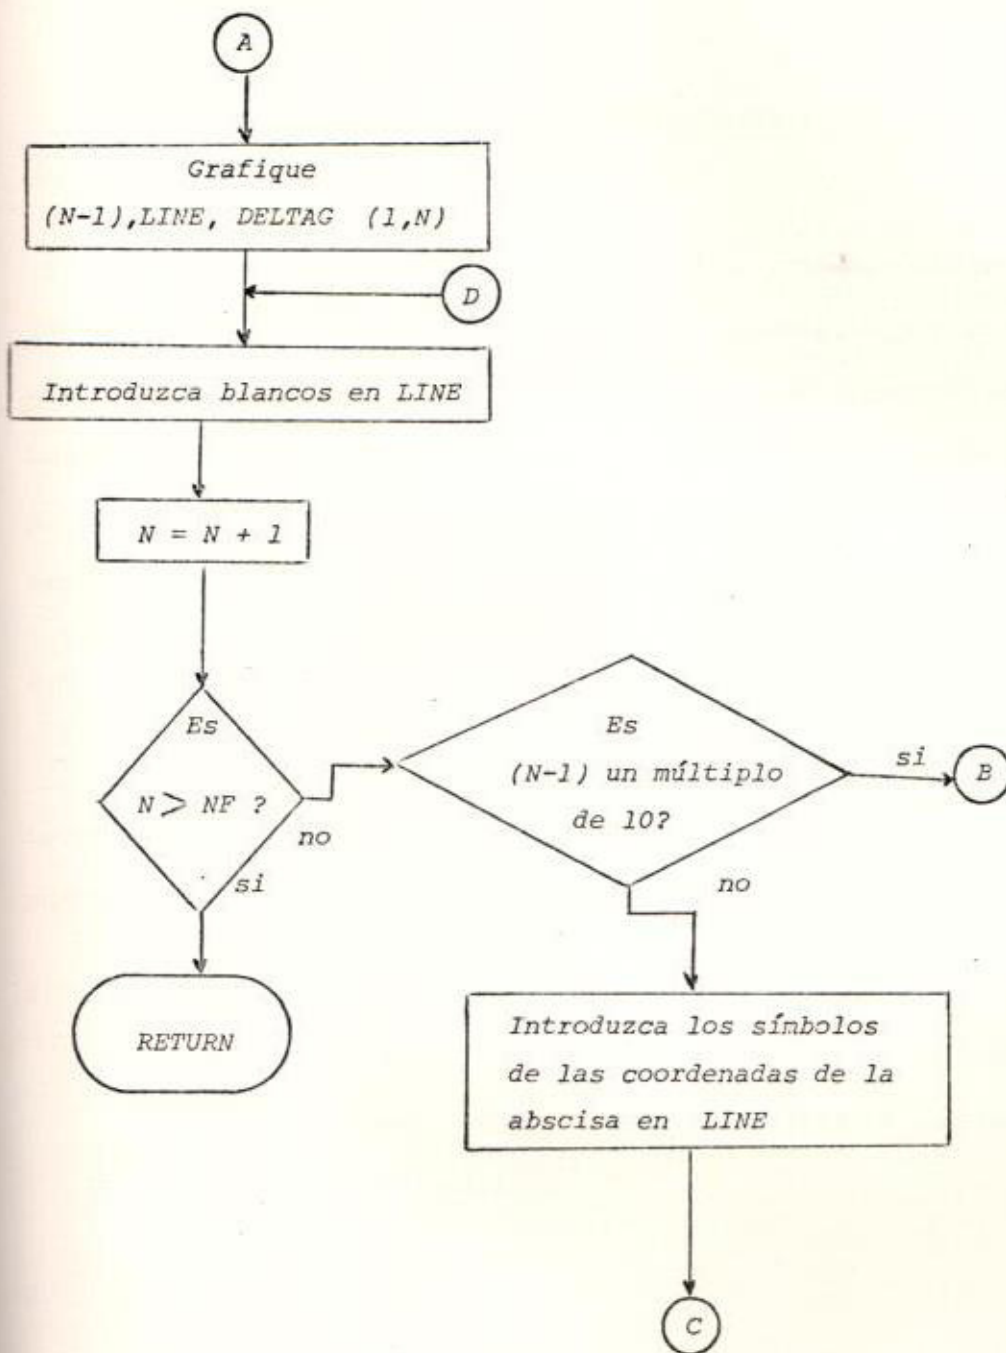 A
Grafique
(N-1),LINE, DELTAG (1,N)
D
Introduzca blancos en LINE
N = N + 1
Es
N > NF ?
no
si
RETURN
Es
(N-1) un múltiplo
de 10?
si
B
no
Introduzca los símbolos
de las coordenadas de la
abscisa en LINE
C